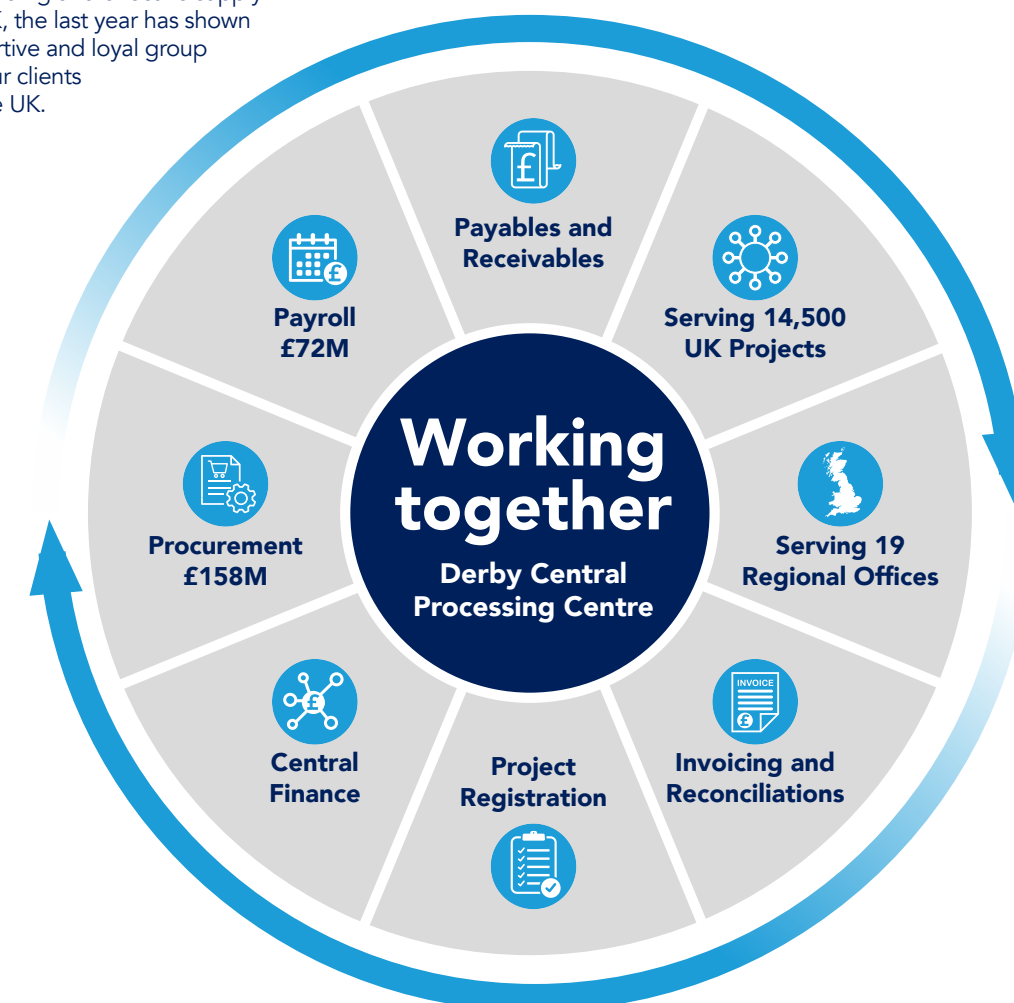 supply
, the last year has shown
and loyal group
clients
UK.
£
Payables and
Receivables
£
Payroll
£72M
Serving 14,500
UK Projects
Working
together
Derby Central
Processing Centre
Procurement
£158M
Serving 19
Regional Offices
£
Central
Finance
INVOICE
£
Invoicing and
Reconciliations
Project
Registration